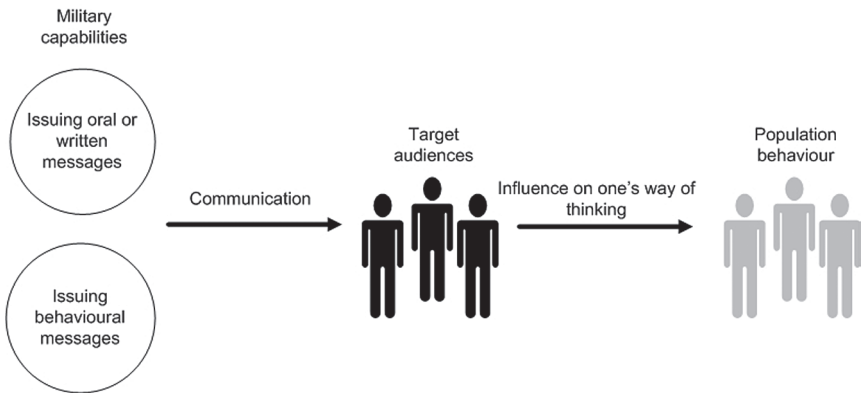 Military
capabilities
Issuing oral or
written
messages
Issuing
behavioural
messages
Communication
Target
audiences
Influence on one's way of
thinking
Population
behaviour